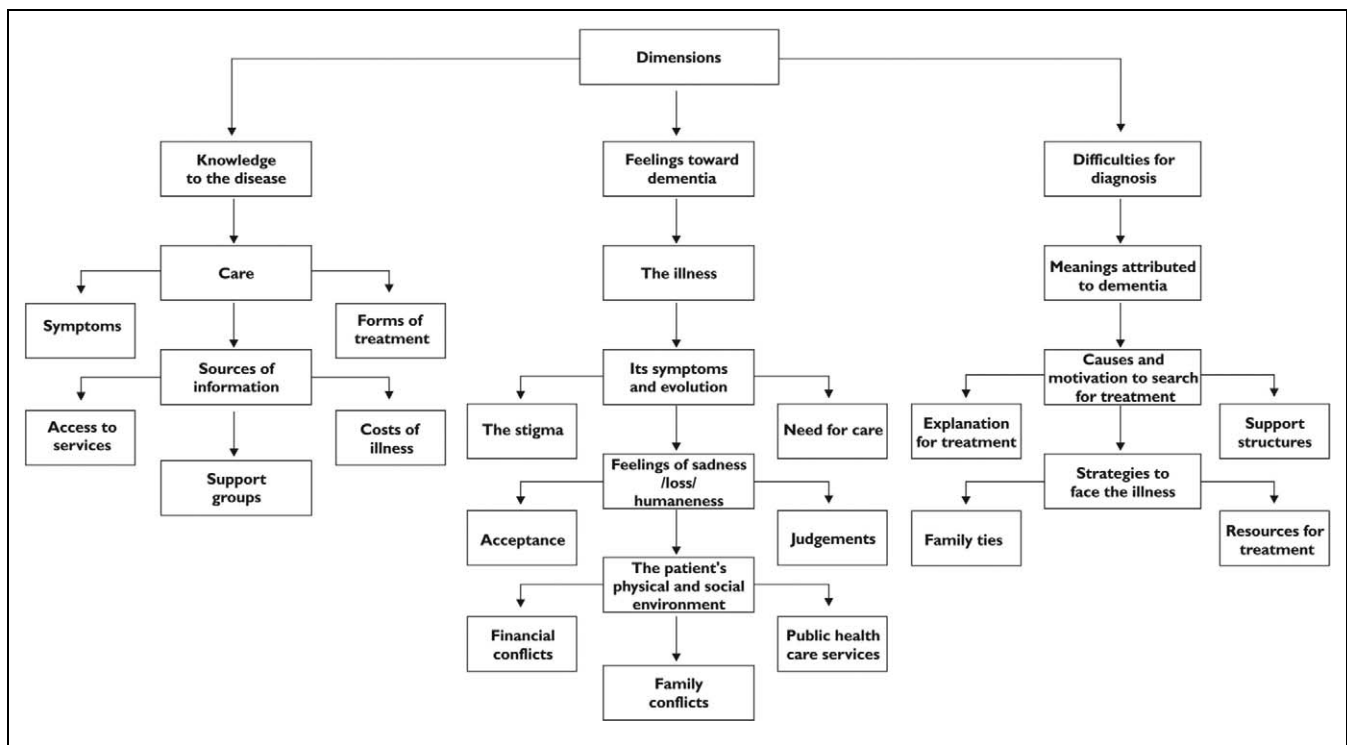 Dimensions
Knowledge
to the disease
Feelings toward
dementia
Difficulties for
diagnosis
Care
The illness
Meanings attributed
to dementia
Symptoms
Forms of
treatment
Sources of
information
Its symptoms
and evolution
Causes and
motivation to search
for treatment
Access to
services
Costs of
illness
The stigma
Need for care
Explanation
for treatment
Support
structures
Support
groups
Feelings of sadness
/loss/
humaneness
Strategies to
face the illness
Acceptance
Judgements
Family ties
Resources for
treatment
The patient's
physical and social
environment
Financial
conflicts
Public health
care services
Family
conflicts